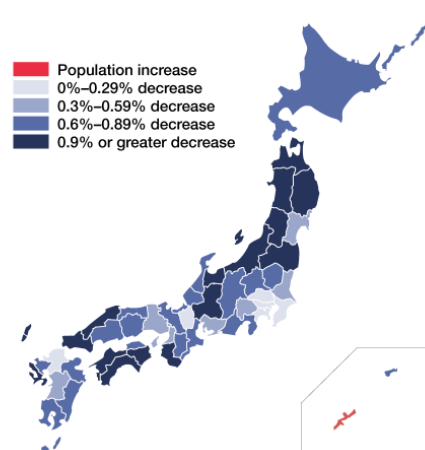 Population increase
0%–0.29% decrease
0.3%–0.59% decrease
0.6%–0.89% decrease
0.9% or greater decrease